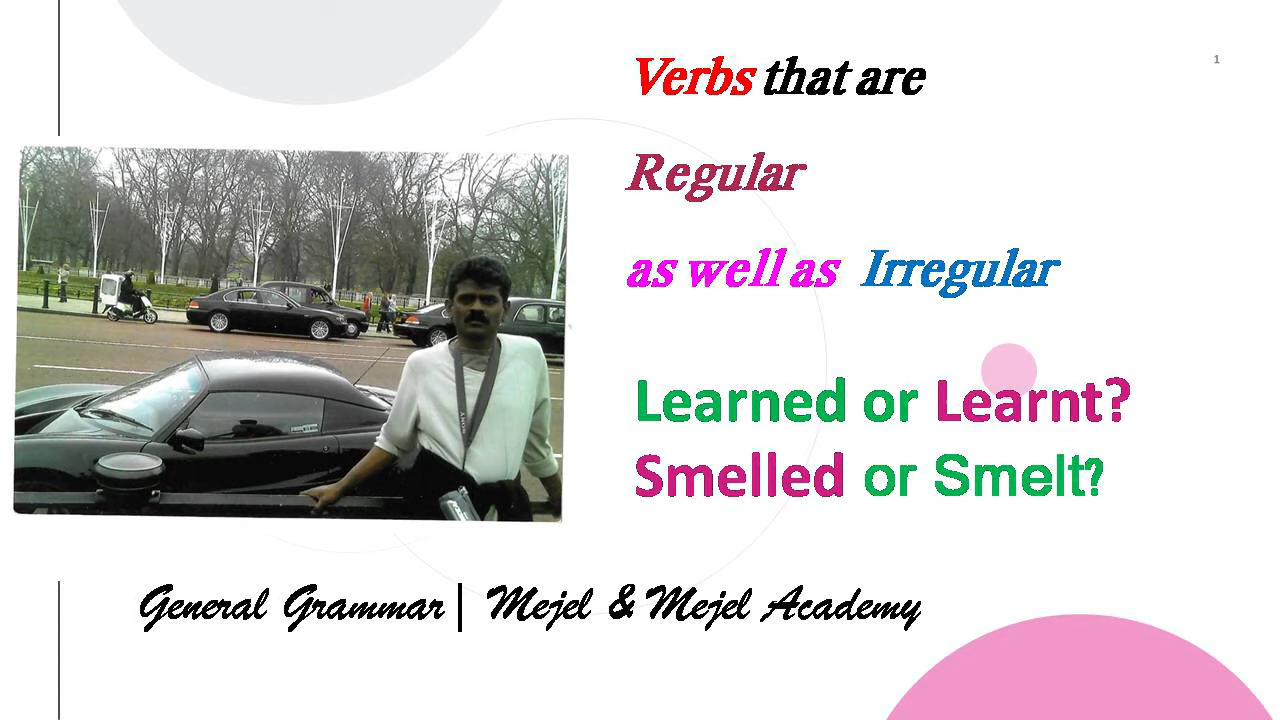 1
Verbs that are
Regular
as well as Irregular
Learned or Learnt?
Smelled or Smelt?
General Grammar| Mejel & Mejel Academy